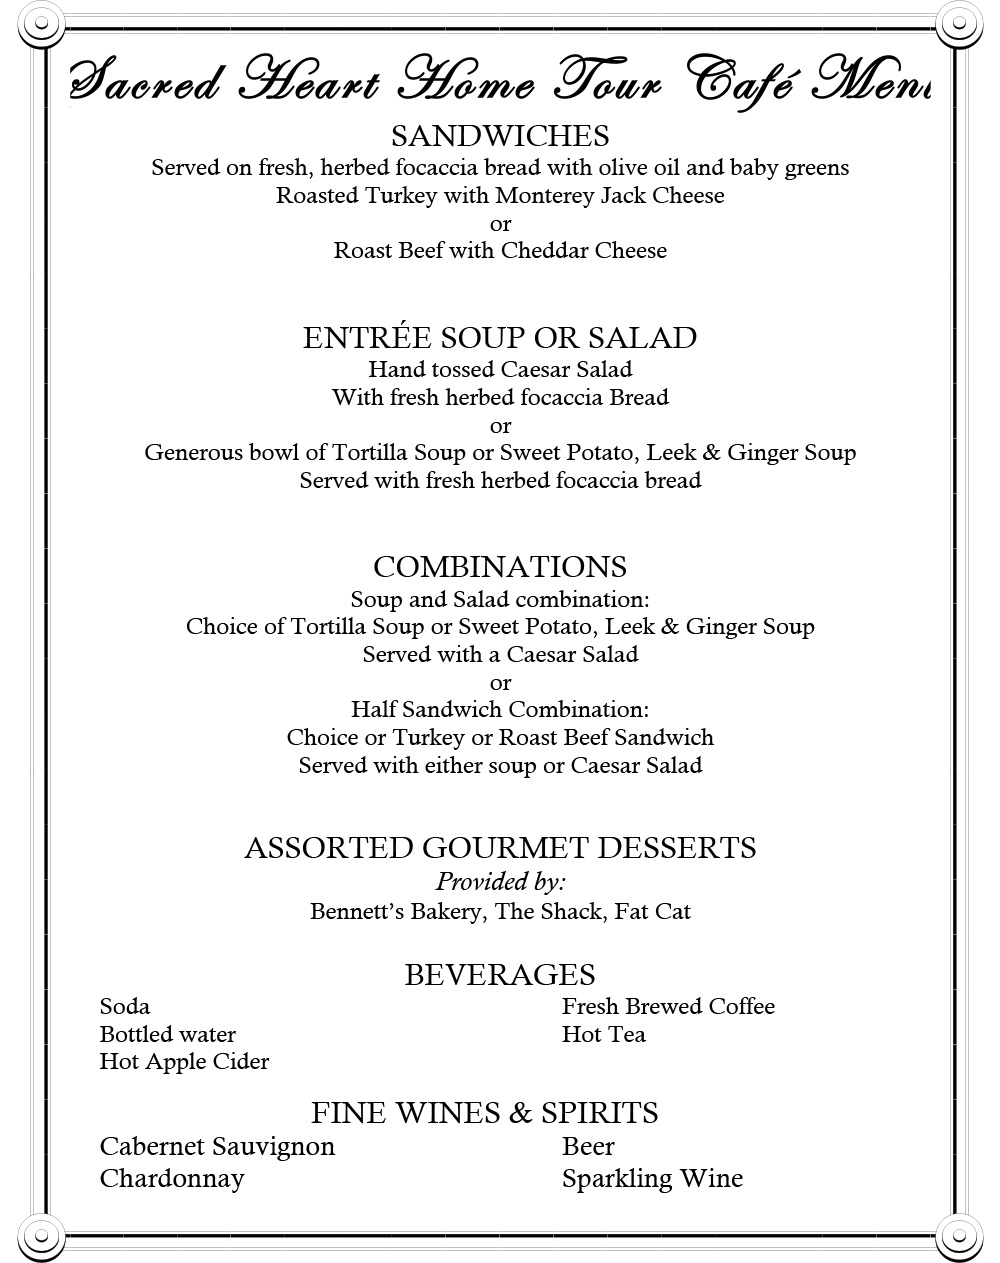 Sacred Heart Home Tour Café Menu
SANDWICHES
Served on fresh, herbed focaccia bread with olive oil and baby greens
Roasted Turkey with Monterey Jack Cheese
or
Roast Beef with Cheddar Cheese
ENTRÉE SOUP OR SALAD
Hand tossed Caesar Salad
With fresh herbed focaccia Bread
or
Generous bowl of Tortilla Soup or Sweet Potato, Leek & Ginger Soup
Served with fresh herbed focaccia bread
COMBINATIONS
Soup and Salad combination:
Choice of Tortilla Soup or Sweet Potato, Leek & Ginger Soup
Served with a Caesar Salad
or
Half Sandwich Combination:
Choice or Turkey or Roast Beef Sandwich
Served with either soup or Caesar Salad
ASSORTED GOURMET DESSERTS
Provided by:
Bennett’s Bakery, The Shack, Fat Cat
BEVERAGES
Soda
Bottled water
Hot Apple Cider
Fresh Brewed Coffee
Hot Tea
FINE WINES & SPIRITS
Cabernet Sauvignon
Chardonnay
Beer
Sparkling Wine